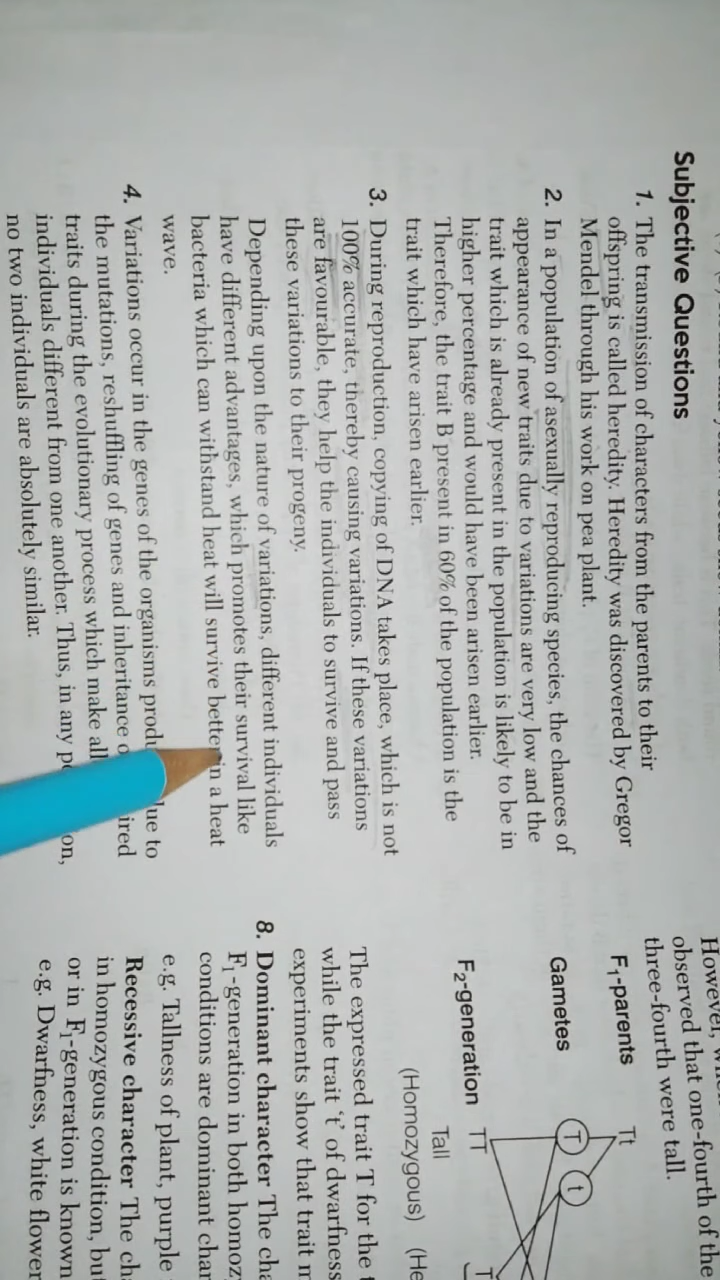 Subjective Questions
1. The transmission of characters from the parents to their
offspring is called heredity. Heredity was discovered by Gregor
Mendel through his work on pea plant.
2. In a population of asexually reproducing species, the chances of
appearance of new traits due to variations are very low and the
trait which is already present in the population is likely to be in
higher percentage and would have been arisen earlier.
Therefore, the trait B present in 60% of the population is the
trait which have arisen earlier.
3. During reproduction, copying of DNA takes place, which is not
100% accurate, thereby causing variations. If these variations
are favourable, they help the individuals to survive and pass
these variations to their progeny.
Depending upon the nature of variations, different individuals
have different advantages, which promotes their survival like
bacteria which can withstand heat will survive better in a heat
wave.
4. Variations occur in the genes of the organisms to
the mutations, reshuffling of genes and inheritance
traits during the evolutionary process which make all
individuals different from one another. Thus, in any
no two individuals are absolutely similar.
However,
observed that one-fourth of the
three-fourth were tall.
F1-parents Tt
Gametes T t
F2-generation TT
Tall
(Homozygous)
The expressed trait T for the
while the trait 't' of dwarfness
experiments show that trait
8. Dominant character The
F1-generation in both
conditions are dominant
e.g. Tallness of plant, purple
Recessive character The
in homozygous condition, but
or in F1-generation is known
e.g. Dwarfness, white flower